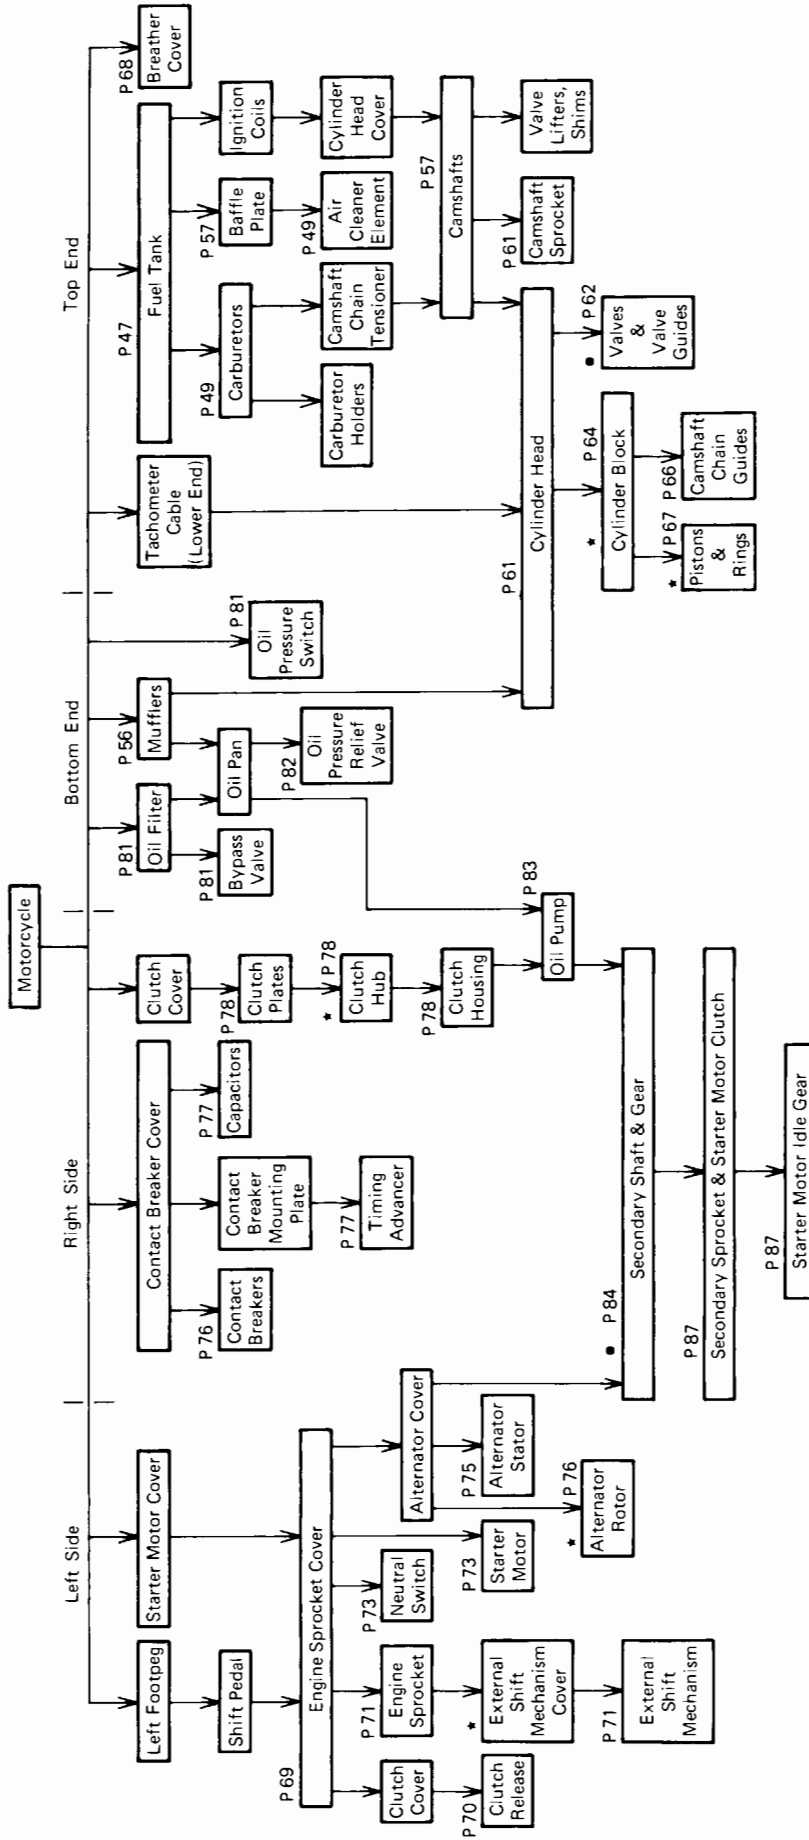 Motorcycle
Left Side
Right Side
Bottom End
Top End
Left Footpeg
Shift Pedal
Starter Motor Cover
P 69
Engine Sprocket Cover
Clutch
Cover
P 70
Clutch
Release
P 71
Engine
Sprocket
★
External
Shift
Mechanism
Cover
P 71
External
Shift
Mechanism
P 73
Neutral
Switch
P 73
Starter
Motor
Alternator Cover
P 75
Alternator
Stator
★ P 76
Alternator
Rotor
Contact Breaker Cover
P 76
Contact
Breakers
Contact
Breaker
Mounting
Plate
P 77
Timing
Advancer
P 77
Capacitors
Clutch
Cover
P 78
Clutch
Plates
★ P 78
Clutch
Hub
P 78
Clutch
Housing
P 83
Oil Pump
● P 84
Secondary Shaft & Gear
P 87
Secondary Sprocket & Starter Motor Clutch
P 87
Starter Motor Idle Gear
P 81
Oil Filter
P 81
Bypass
Valve
P 56
Mufflers
Oil Pan
P 82
Oil
Pressure
Relief
Valve
P 81
Oil
Pressure
Switch
Tachometer
Cable
(Lower End)
P 47
Fuel Tank
P 49
Carburetors
Carburetor
Holders
Camshaft
Chain
Tensioner
P 57
Baffle
Plate
P 49
Air
Cleaner
Element
Ignition
Coils
Cylinder
Head
Cover
P 68
Breather
Cover
P 57
Camshafts
P 61
Camshaft
Sprocket
Valve
Lifters,
Shims
P 61
Cylinder Head
★ P 64
Cylinder Block
★ P 67
Pistons
&
Rings
P 66
Camshaft
Chain
Guides
● P 62
Valves
&
Valve
Guides